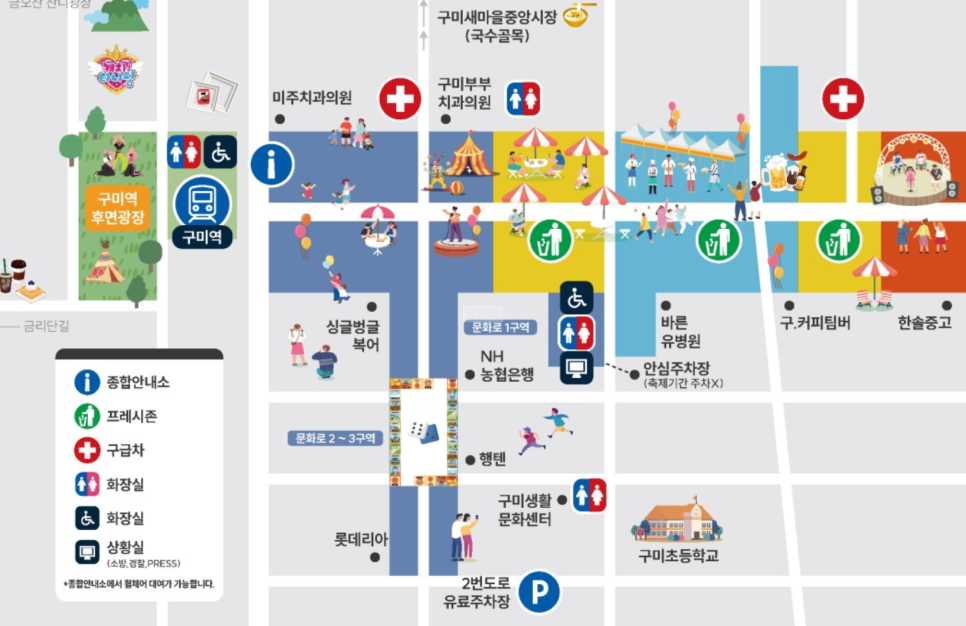 금오산 잔디광장
구미새마을중앙시장
(국수골목)
캐치!
티니핑
미주치과의원
구미부부
치과의원
구미역
후면광장
구미역
금리단길
싱글벙글
복어
문화로 1구역
NH
농협은행
바른
유병원
구.커피팀버
한솔중고
안심주차장
(축제기간 주차X)
종합안내소
프레시존
구급차
화장실
화장실
상황실
(소방,경찰,PRESS)
*종합안내소에서 휠체어 대여가 가능합니다.
문화로 2 ~ 3구역
행텐
구미생활
문화센터
롯데리아
구미초등학교
2번도로
유료주차장
P